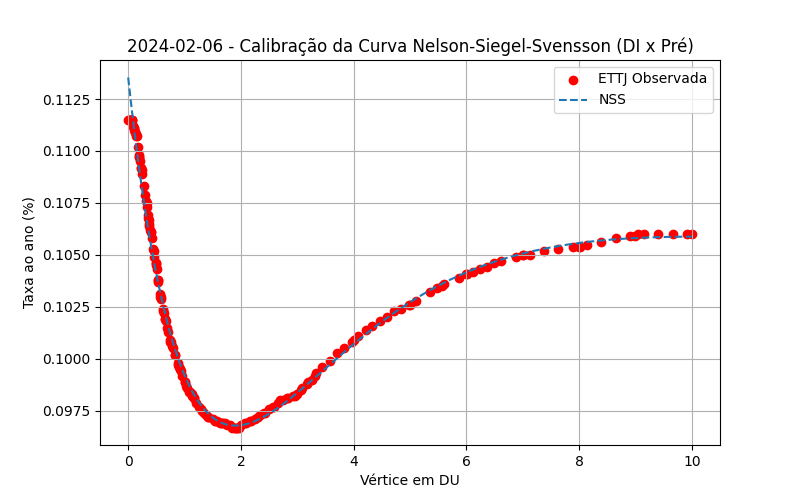 2024-02-06 - Calibração da Curva Nelson-Siegel-Svensson (DI x Pré)
ETTJ Observada
NSS
Taxa ao ano (%)
0.1125
0.1100
0.1075
0.1050
0.1025
0.1000
0.0975
0 2 4 6 8 10
Vértice em DU